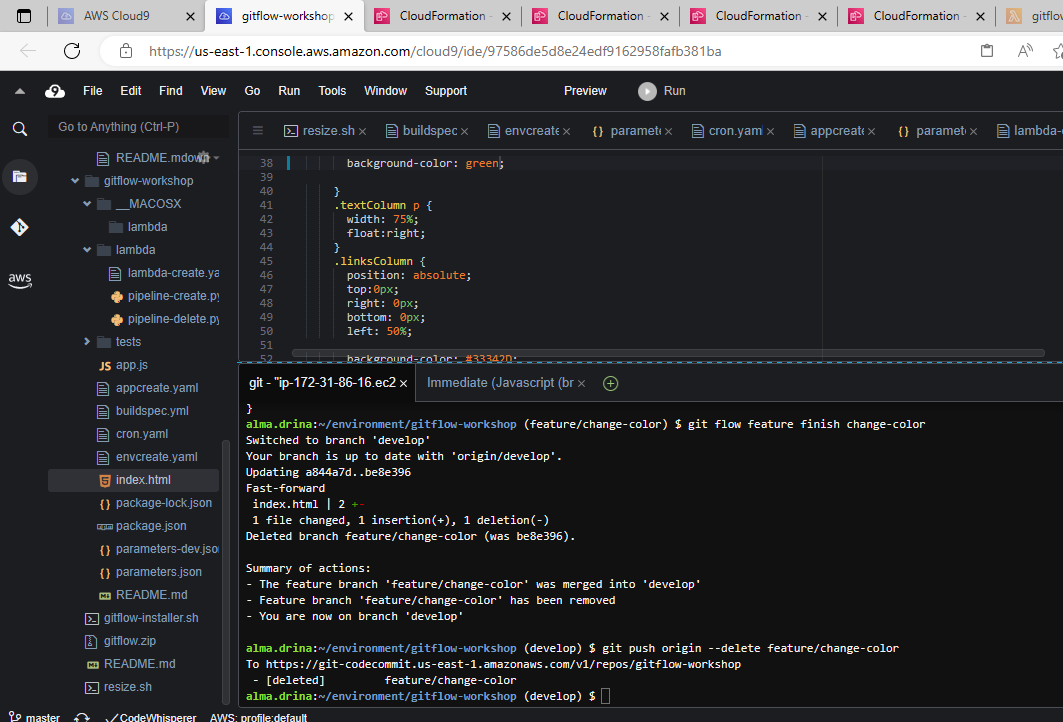 AWS Cloud9
gitflow-workshop
CloudFormation -
CloudFormation -
CloudFormation -
CloudFormation -
gitflow
https://us-east-1.console.aws.amazon.com/cloud9/ide/97586de5d8e24edf9162958fafb381ba
File Edit Find View Go Run Tools Window Support Preview Run
Go to Anything (Ctrl-P)
resize.sh
buildspec
envcreate
paramete
cron.yaml
appcreate
paramet
lambda-
README.mdown
gitflow-workshop
__MACOSX
lambda
lambda
lambda-create.ya
pipeline-create.py
pipeline-delete.py
tests
app.js
appcreate.yaml
buildspec.yml
cron.yaml
envcreate.yaml
index.html
package-lock.json
package.json
parameters-dev.jso
parameters.json
README.md
gitflow-installer.sh
gitflow.zip
README.md
resize.sh
aws
38 background-color: green;
39
40 }
41 .textColumn p {
42 width: 75%;
43 float:right;
44 }
45 .linksColumn {
46 position: absolute;
47 top:0px;
48 right: 0px;
49 bottom: 0px;
50 left: 50%;
51
52 background-color: #33342D;
git - "ip-172-31-86-16.ec2
Immediate (Javascript (br
}
alma.drina:~/environment/gitflow-workshop (feature/change-color) $ git flow feature finish change-color
Switched to branch 'develop'
Your branch is up to date with 'origin/develop'.
Updating a844a7d..be8e396
Fast-forward
index.html | 2 +-
1 file changed, 1 insertion(+), 1 deletion(-)
Deleted branch feature/change-color (was be8e396).
Summary of actions:
- The feature branch 'feature/change-color' was merged into 'develop'
- Feature branch 'feature/change-color' has been removed
- You are now on branch 'develop'
alma.drina:~/environment/gitflow-workshop (develop) $ git push origin --delete feature/change-color
To https://git-codecommit.us-east-1.amazonaws.com/v1/repos/gitflow-workshop
- [deleted] feature/change-color
alma.drina:~/environment/gitflow-workshop (develop) $
master CodeWhisperer AWS: profile:default